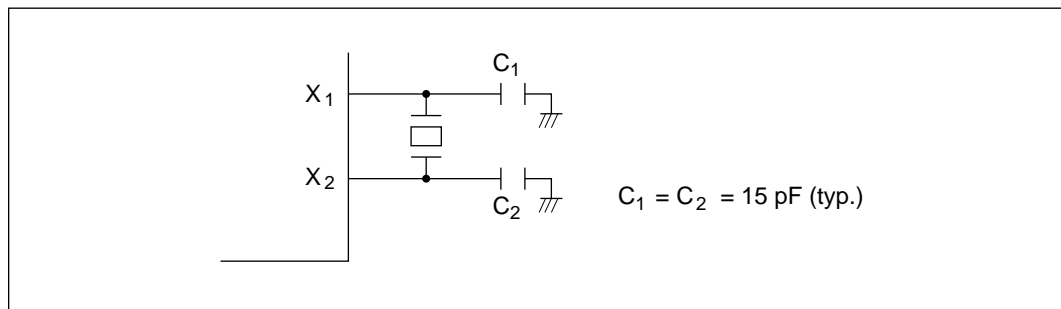 C1
X1
X2
C2
C1 = C2 = 15 pF (typ.)